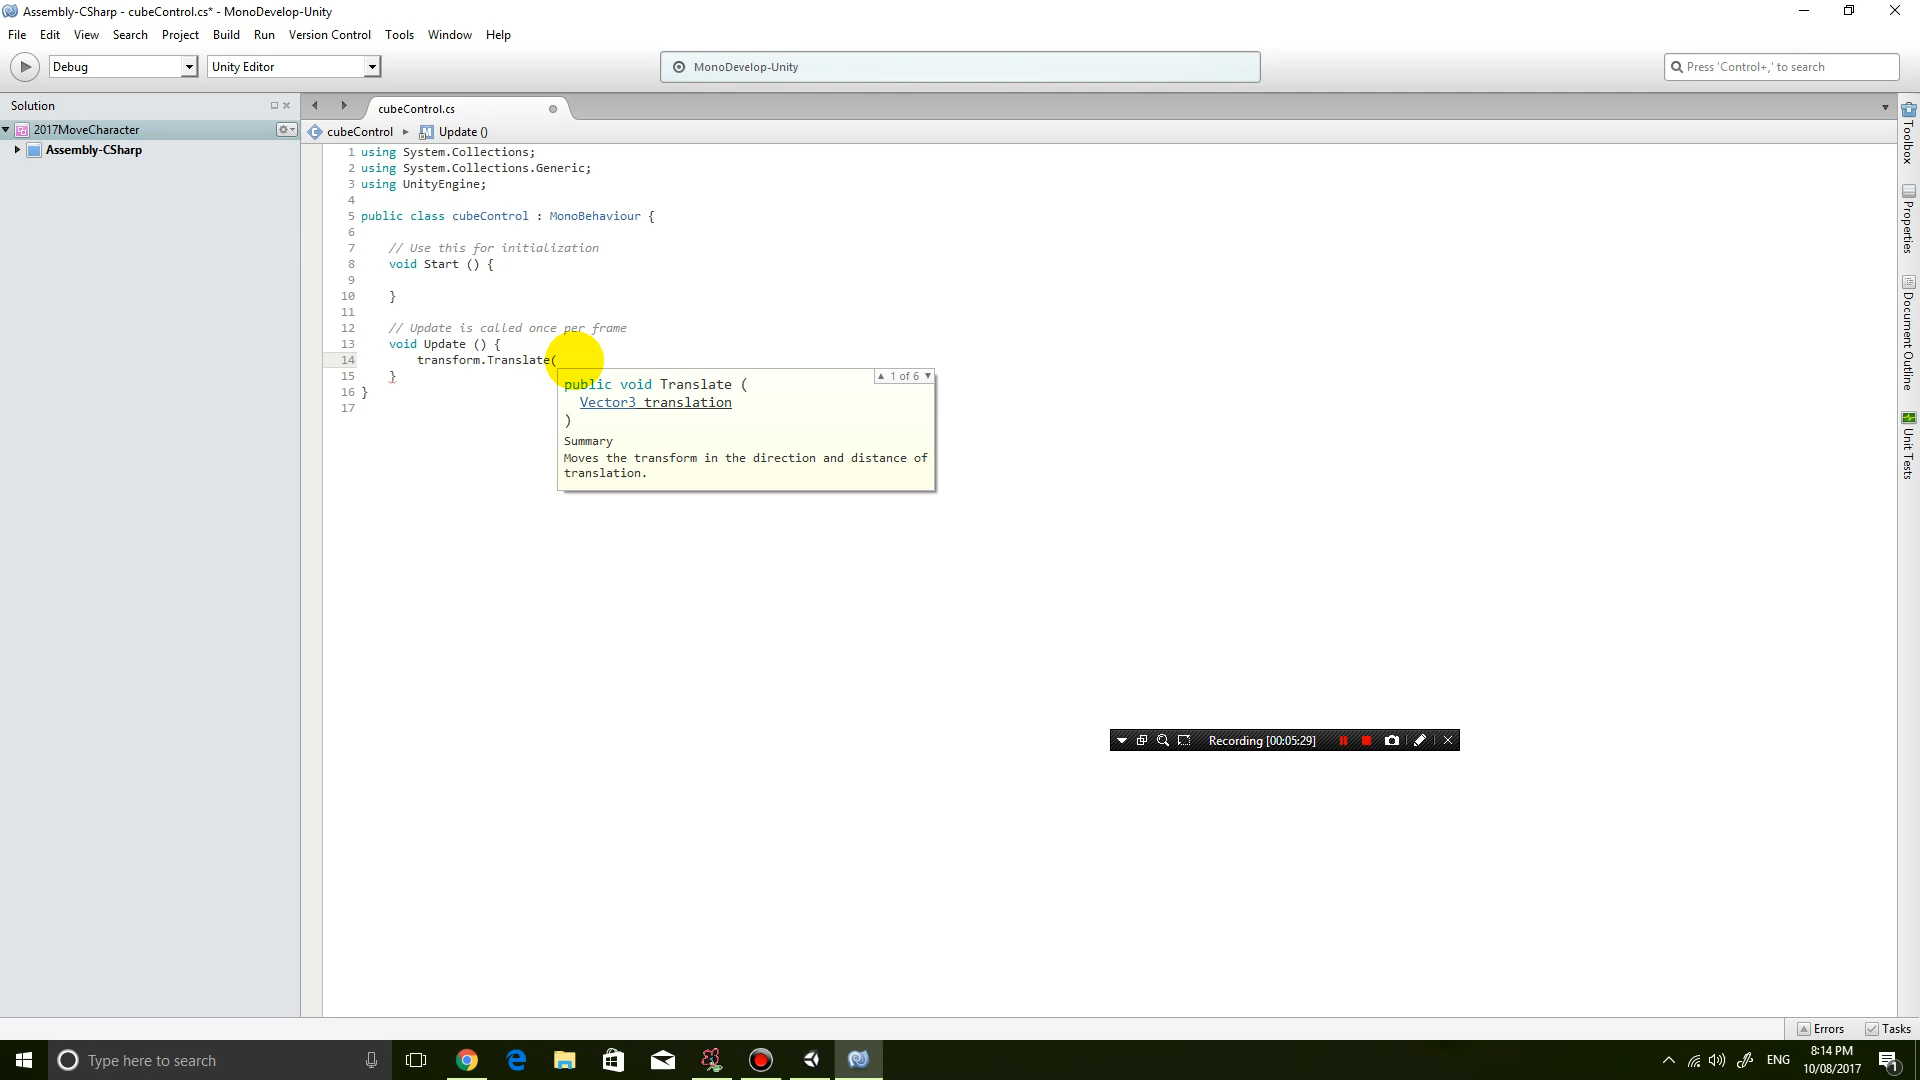 Assembly-CSharp - cubeControl.cs* - MonoDevelop-Unity
File Edit View Search Project Build Run Version Control Tools Window Help
Debug Unity Editor MonoDevelop-Unity Press 'Control+,' to search
Solution
cubeControl.cs
2017MoveCharacter
Assembly-CSharp
cubeControl Update ()
1 using System.Collections;
2 using System.Collections.Generic;
3 using UnityEngine;
4
5 public class cubeControl : MonoBehaviour {
6
7 // Use this for initialization
8 void Start () {
9
10 }
11
12 // Update is called once per frame
13 void Update () {
14 transform.Translate(
15 }
16 }
17
1 of 6
public void Translate (
Vector3 translation
)
Summary
Moves the transform in the direction and distance of
translation.
Toolbox
Properties
Document Outline
Unit Tests
Recording [00:05:29]
Errors Tasks
Type here to search
ENG
8:14 PM
10/08/2017
1